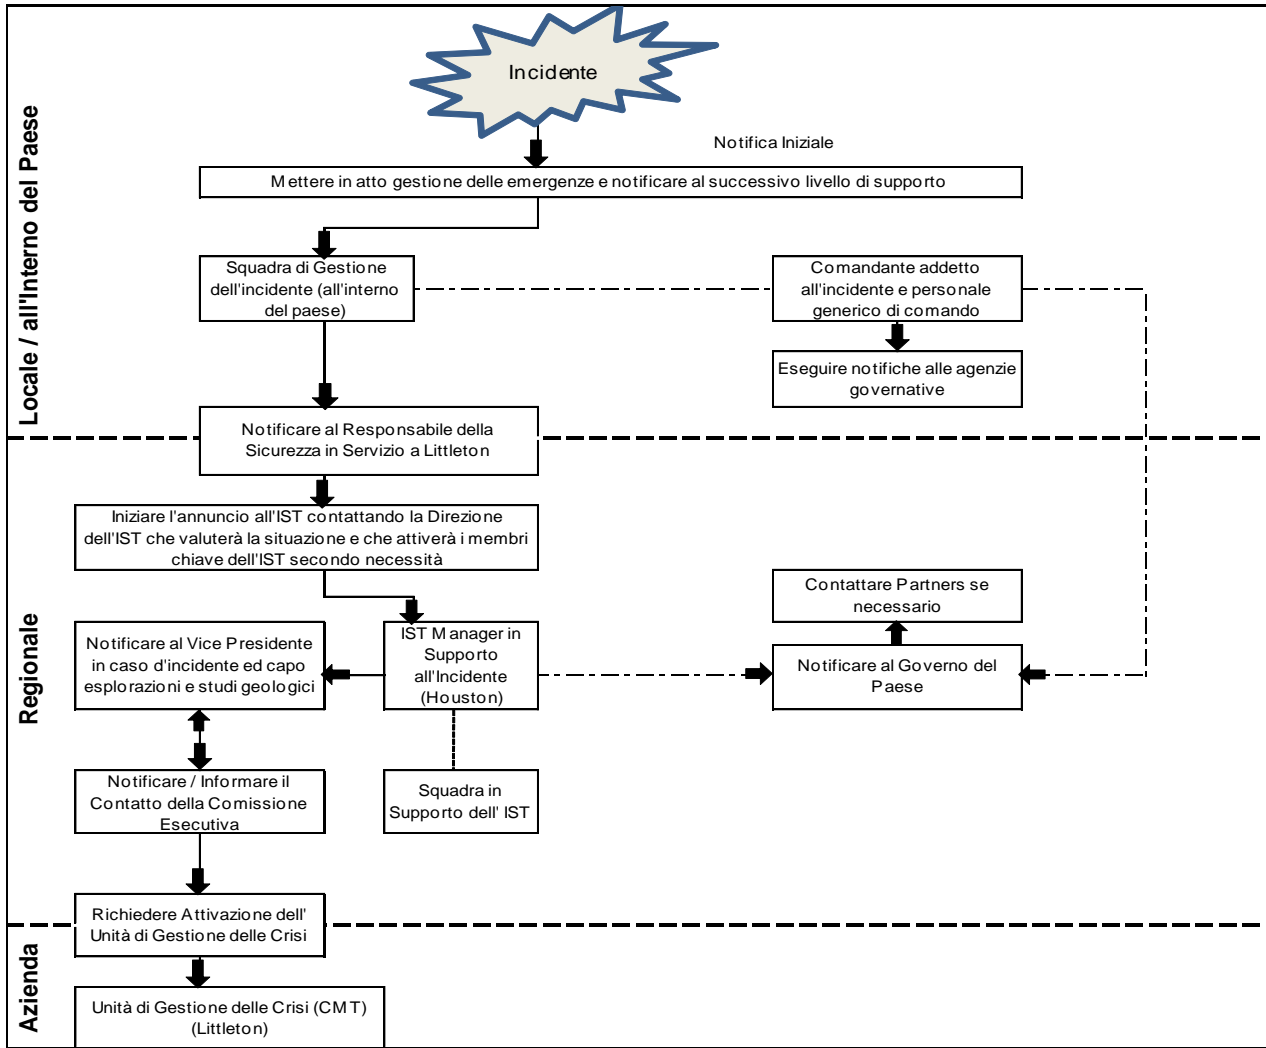 Locale / all'Interno del Paese
Incidente
Notifica Iniziale
Mettere in atto gestione delle emergenze e notificare al successivo livello di supporto
Squadra di Gestione
dell'incidente (all'interno
del paese)
Comandante addetto
all'incidente e personale
generico di comando
Eseguire notifiche alle agenzie
governative
Notificare al Responsabile della
Sicurezza in Servizio a Littleton
Regionale
Iniziare l'annuncio all'IST contattando la Direzione
dell'IST che valuterà la situazione e che attiverà i membri
chiave dell'IST secondo necessità
Contattare Partners se
necessario
Notificare al Vice Presidente
in caso d'incidente ed capo
esplorazioni e studi geologici
IST Manager in
Supporto
all'Incidente
(Houston)
Notificare al Governo del
Paese
Notificare / Informare il
Contatto della Comissione
Esecutiva
Squadra in
Supporto dell' IST
Richiedere Attivazione dell'
Unità di Gestione delle Crisi
Azienda
Unità di Gestione delle Crisi (CMT)
(Littleton)